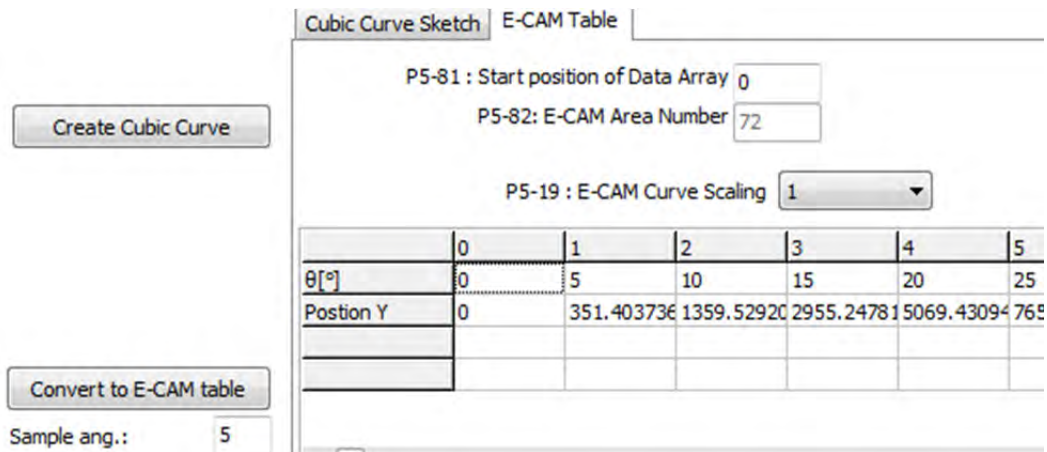 Cubic Curve Sketch E-CAM Table
P5-81 : Start position of Data Array 0
Create Cubic Curve
P5-82: E-CAM Area Number 72
P5-19 : E-CAM Curve Scaling 1
0 1 2 3 4 5
θ[°] 0 5 10 15 20 25
Postion Y 0 351.403736 1359.52920 2955.24781 5069.43094 765
Convert to E-CAM table
Sample ang.: 5